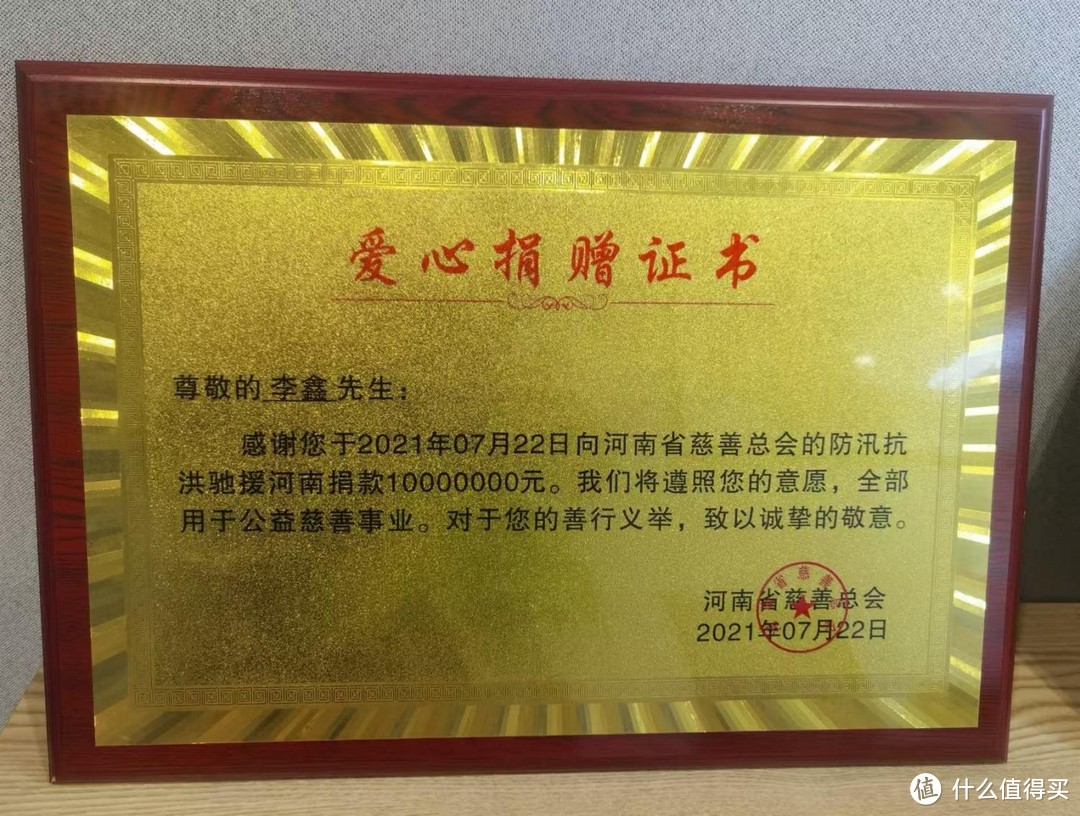 爱心捐赠证书
尊敬的 李鑫 先生：
感谢您于2021年07月22日向河南省慈善总会的防汛抗
洪驰援河南捐款10000000元。我们将遵照您的意愿，全部
用于公益慈善事业。对于您的善行义举，致以诚挚的敬意。
河南省慈善总会
2021年07月22日
值 什么值得买